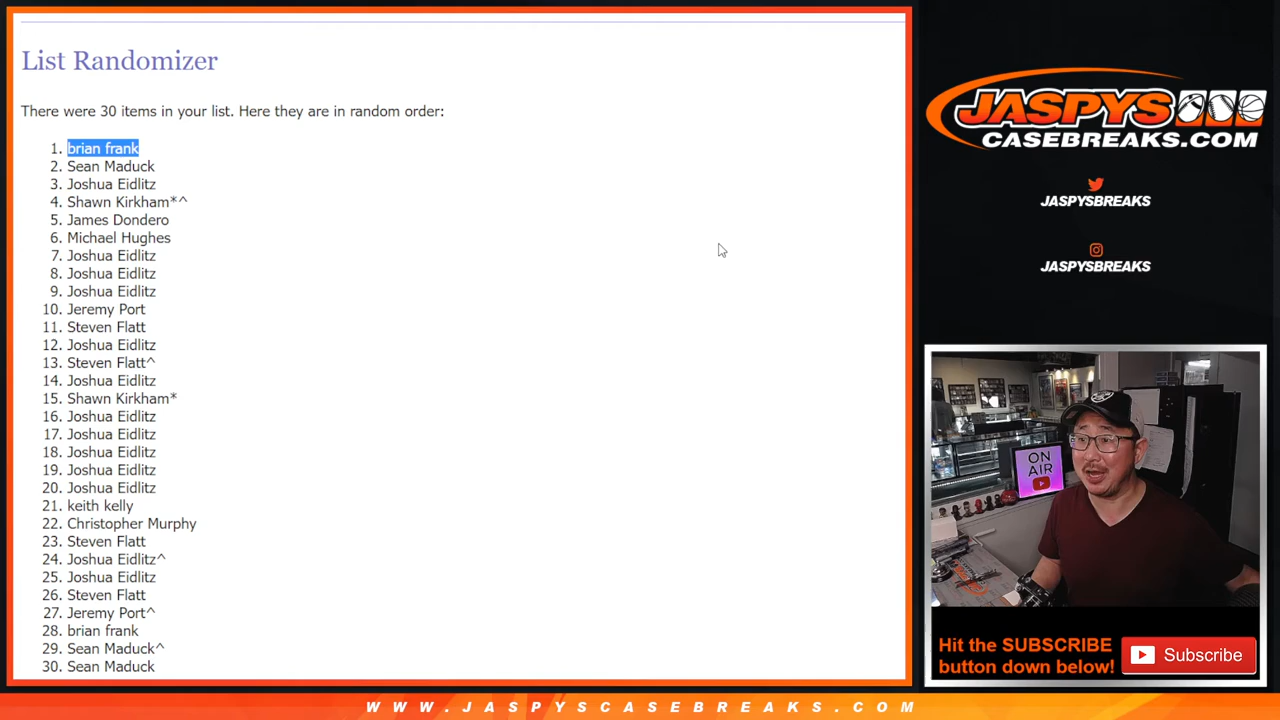 List Randomizer
There were 30 items in your list. Here they are in random order:
1. brian frank
2. Sean Maduck
3. Joshua Eidlitz
4. Shawn Kirkham*^
5. James Dondero
6. Michael Hughes
7. Joshua Eidlitz
8. Joshua Eidlitz
9. Joshua Eidlitz
10. Jeremy Port
11. Steven Flatt
12. Joshua Eidlitz
13. Steven Flatt^
14. Joshua Eidlitz
15. Shawn Kirkham*
16. Joshua Eidlitz
17. Joshua Eidlitz
18. Joshua Eidlitz
19. Joshua Eidlitz
20. Joshua Eidlitz
21. keith kelly
22. Christopher Murphy
23. Steven Flatt
24. Joshua Eidlitz^
25. Joshua Eidlitz
26. Steven Flatt
27. Jeremy Port^
28. brian frank
29. Sean Maduck^
30. Sean Maduck
JASPYS
CASEBREAKS.COM
JASPYSBREAKS
JASPYSBREAKS
ON
AIR
Hit the SUBSCRIBE
button down below!
Subscribe
WWW.JASPYSCASEBREAKS.COM